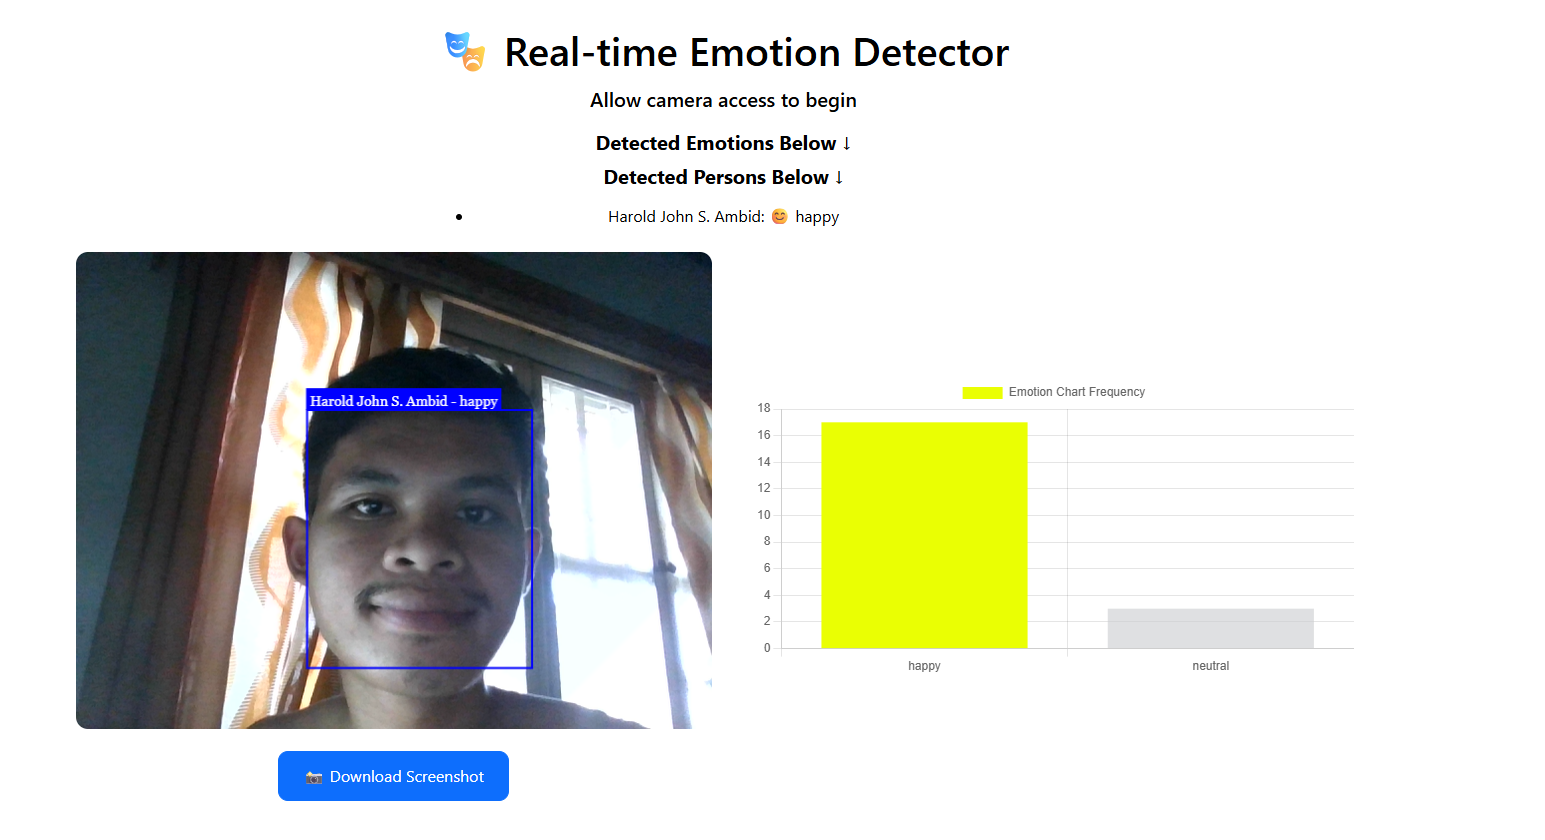 🎭 Real-time Emotion Detector
Allow camera access to begin
Detected Emotions Below ↓
Detected Persons Below ↓
• Harold John S. Ambid: 😊 happy
Harold John S. Ambid - happy
Emotion Chart Frequency
18
16
14
12
10
8
6
4
2
0
happy neutral
📷 Download Screenshot